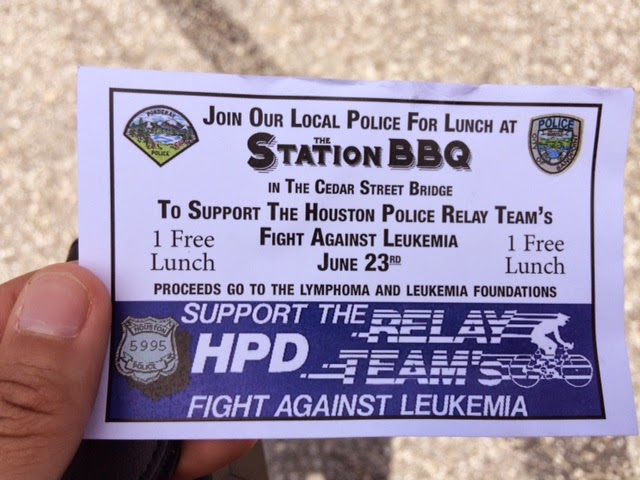 PONDERAY
POLICE
JOIN OUR LOCAL POLICE FOR LUNCH AT
POLICE
THE
STATION BBQ
IN THE CEDAR STREET BRIDGE
TO SUPPORT THE HOUSTON POLICE RELAY TEAM'S
1 Free
Lunch
FIGHT AGAINST LEUKEMIA
JUNE 23RD
1 Free
Lunch
PROCEEDS GO TO THE LYMPHOMA AND LEUKEMIA FOUNDATIONS
SUPPORT THE RELAY
HOUSTON
5995
POLICE
HPD TEAM's
FIGHT AGAINST LEUKEMIA